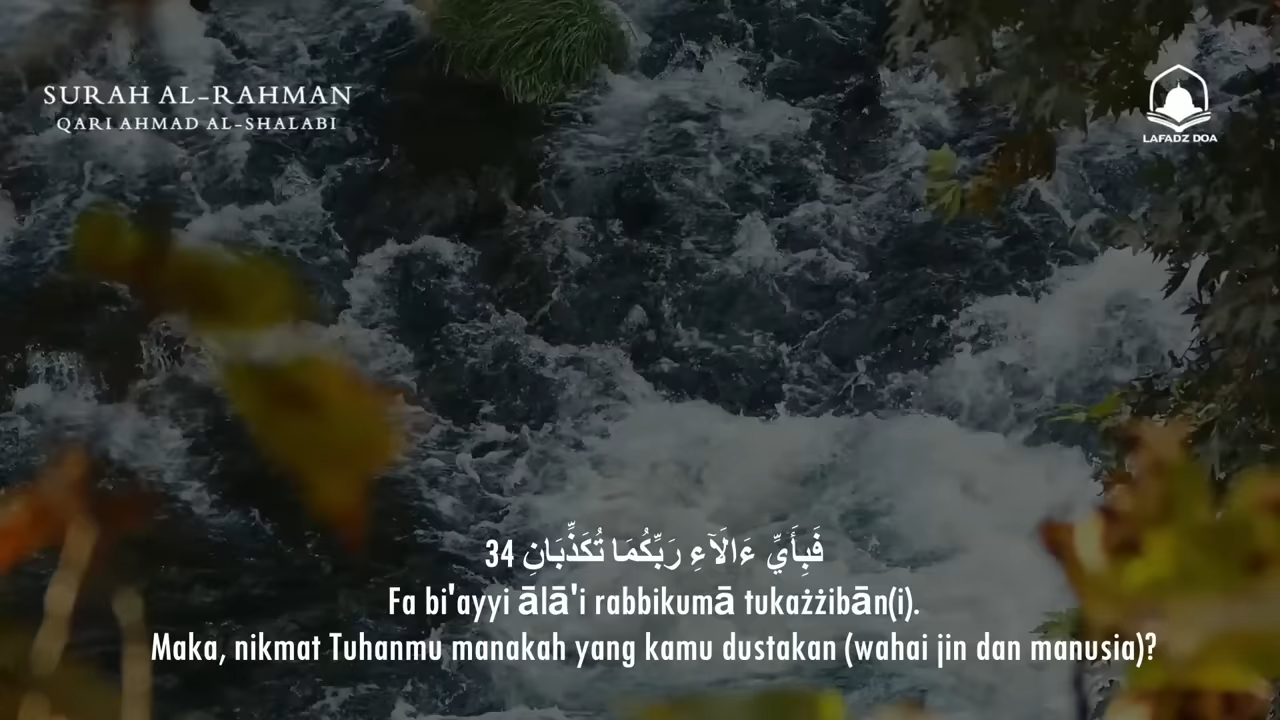 SURAH AL-RAHMAN
QARI AHMAD AL-SHALABI
LAFADZ DOA
فَبِأَيِّ ءَالَآءِ رَبِّكُمَا تُكَذِّبَانِ 34
Fa bi'ayyi ālā'i rabbikumā tukażżibān(i).
Maka, nikmat Tuhanmu manakah yang kamu dustakan (wahai jin dan manusia)?